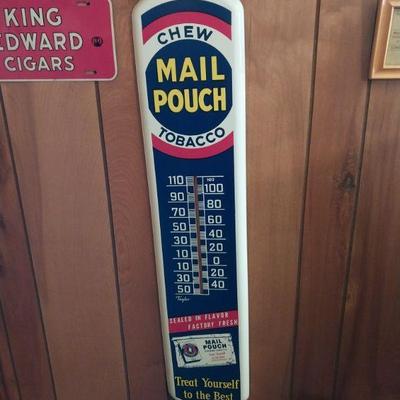 KING
EDWARD
CIGARS
CHEW
MAIL
POUCH
TOBACCO
110
100
90
80
70
60
50
40
30
20
10
0
10
20
30
40
50
Taylor
SEALED IN FLAVOR
FACTORY FRESH
MAIL
POUCH
Treat Yourself
to the Best